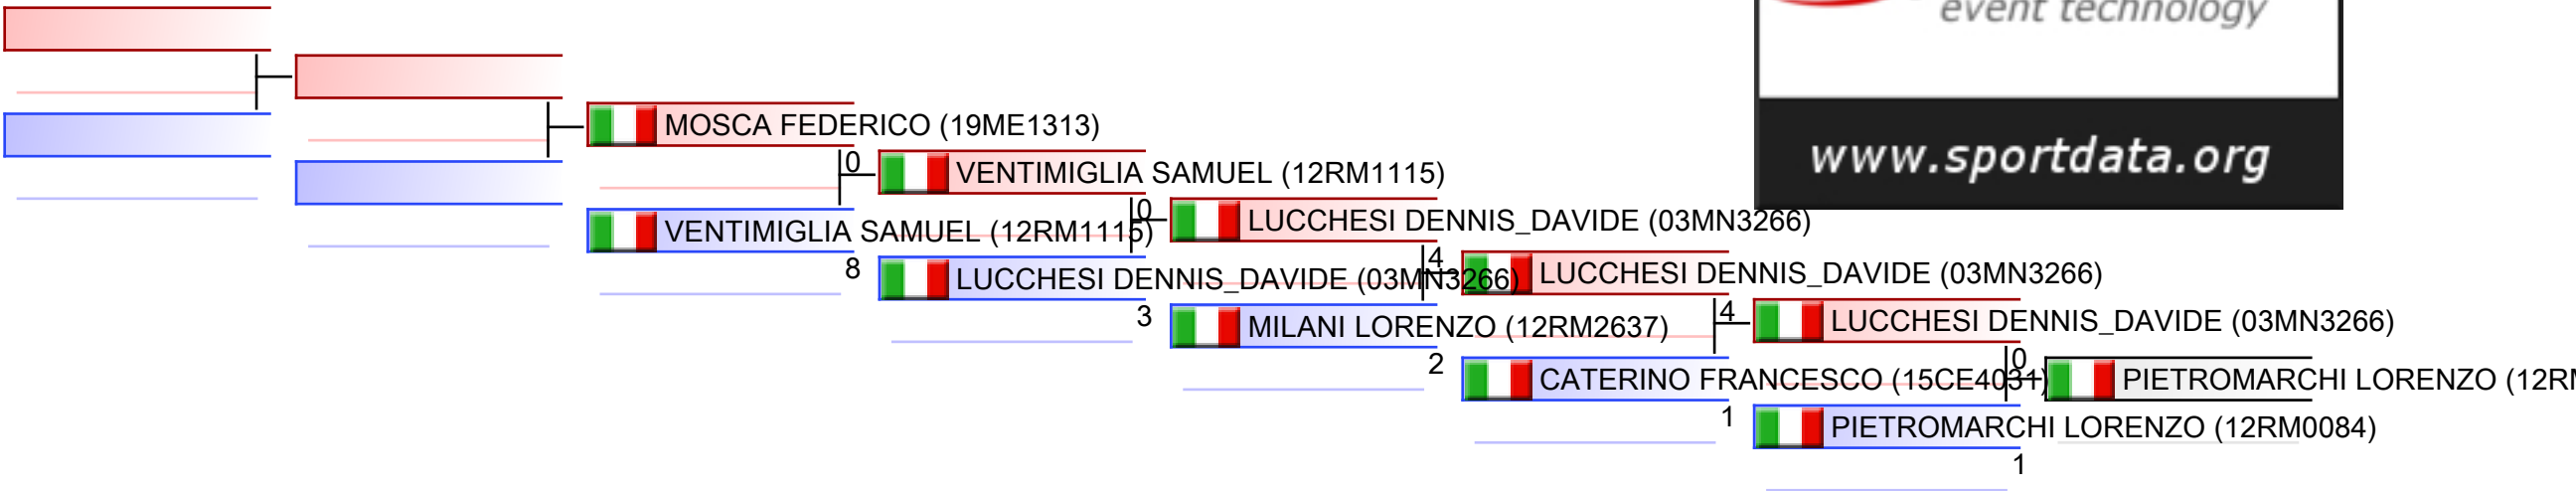 event technology
MOSCA FEDERICO (19ME1313)
0
VENTIMIGLIA SAMUEL (12RM1115)
www.sportdata.org
VENTIMIGLIA SAMUEL (12RM1115)
8
0
LUCCHESI DENNIS_DAVIDE (03MN3266)
LUCCHESI DENNIS_DAVIDE (03MN3266)
3
4
LUCCHESI DENNIS_DAVIDE (03MN3266)
MILANI LORENZO (12RM2637)
2
4
LUCCHESI DENNIS_DAVIDE (03MN3266)
CATERINO FRANCESCO (15CE4031)
1
0
PIETROMARCHI LORENZO (12R
PIETROMARCHI LORENZO (12RM0084)
1